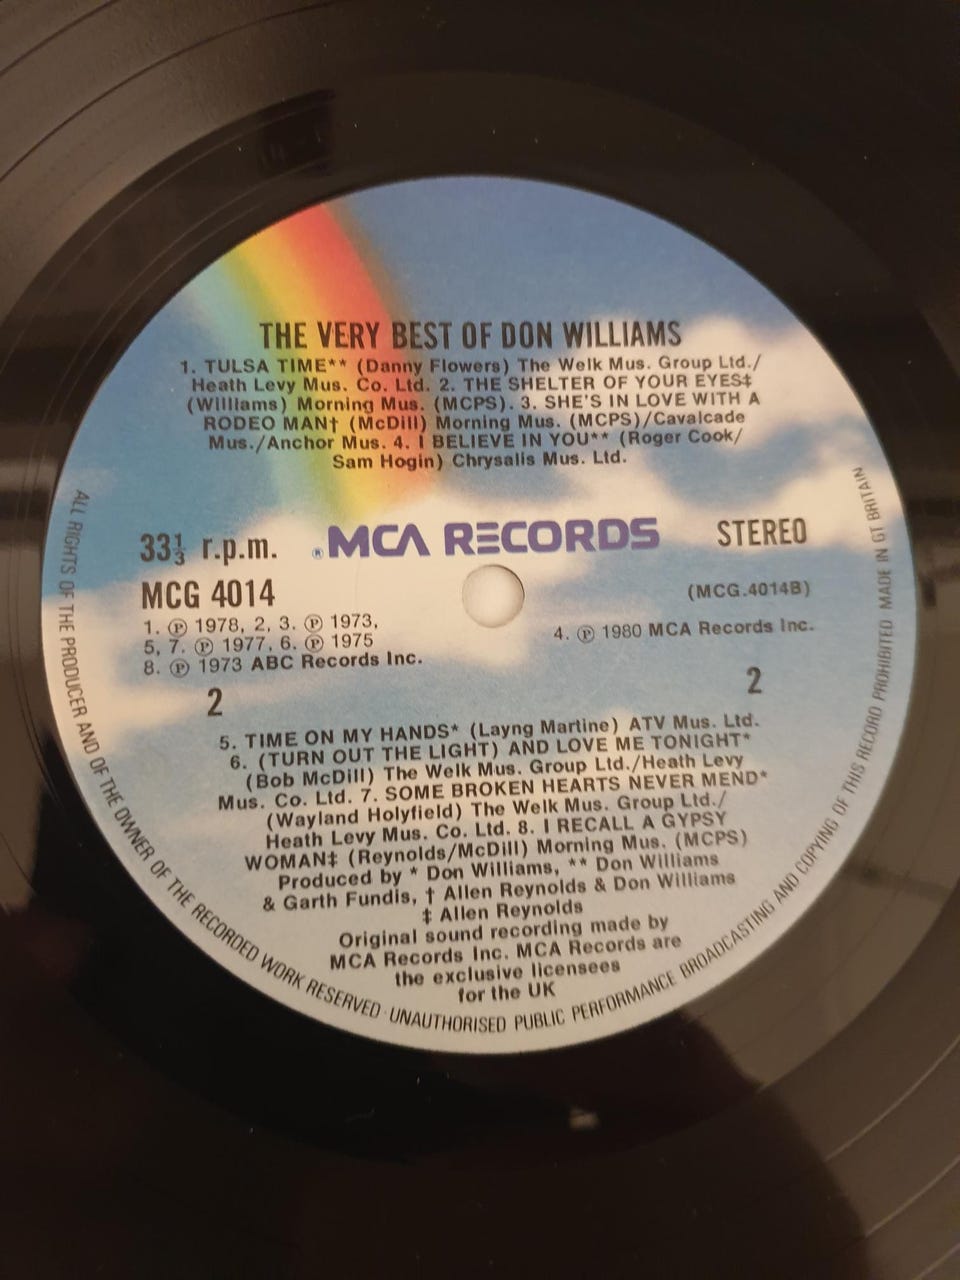 THE VERY BEST OF DON WILLIAMS
1. TULSA TIME** (Danny Flowers) The Welk Mus. Group Ltd./
Heath Levy Mus. Co. Ltd. 2. THE SHELTER OF YOUR EYES‡
(Williams) Morning Mus. (MCPS). 3. SHE'S IN LOVE WITH A
RODEO MAN† (McDill) Morning Mus. (MCPS)/Cavalcade
Mus./Anchor Mus. 4. I BELIEVE IN YOU** (Roger Cook/
Sam Hogin) Chrysalis Mus. Ltd.
33⅓ r.p.m.
® MCA RECORDS
STEREO
MCG 4014
(MCG.4014B)
1. ℗ 1978, 2, 3. ℗ 1973,
5, 7. ℗ 1977, 6. ℗ 1975
8. ℗ 1973 ABC Records Inc.
4. ℗ 1980 MCA Records Inc.
2
2
5. TIME ON MY HANDS* (Layng Martine) ATV Mus. Ltd.
6. (TURN OUT THE LIGHT) AND LOVE ME TONIGHT*
(Bob McDill) The Welk Mus. Group Ltd./Heath Levy
Mus. Co. Ltd. 7. SOME BROKEN HEARTS NEVER MEND*
(Wayland Holyfield) The Welk Mus. Group Ltd./
Heath Levy Mus. Co. Ltd. 8. I RECALL A GYPSY
WOMAN‡ (Reynolds/McDill) Morning Mus. (MCPS)
Produced by * Don Williams, ** Don Williams
& Garth Fundis, † Allen Reynolds & Don Williams
‡ Allen Reynolds
Original sound recording made by
MCA Records Inc. MCA Records are
the exclusive licensees
for the UK
ALL RIGHTS OF THE PRODUCER AND OF THE OWNER OF THE RECORDED WORK RESERVED · UNAUTHORISED PUBLIC PERFORMANCE BROADCASTING AND COPYING OF THIS RECORD PROHIBITED MADE IN GT BRITAIN